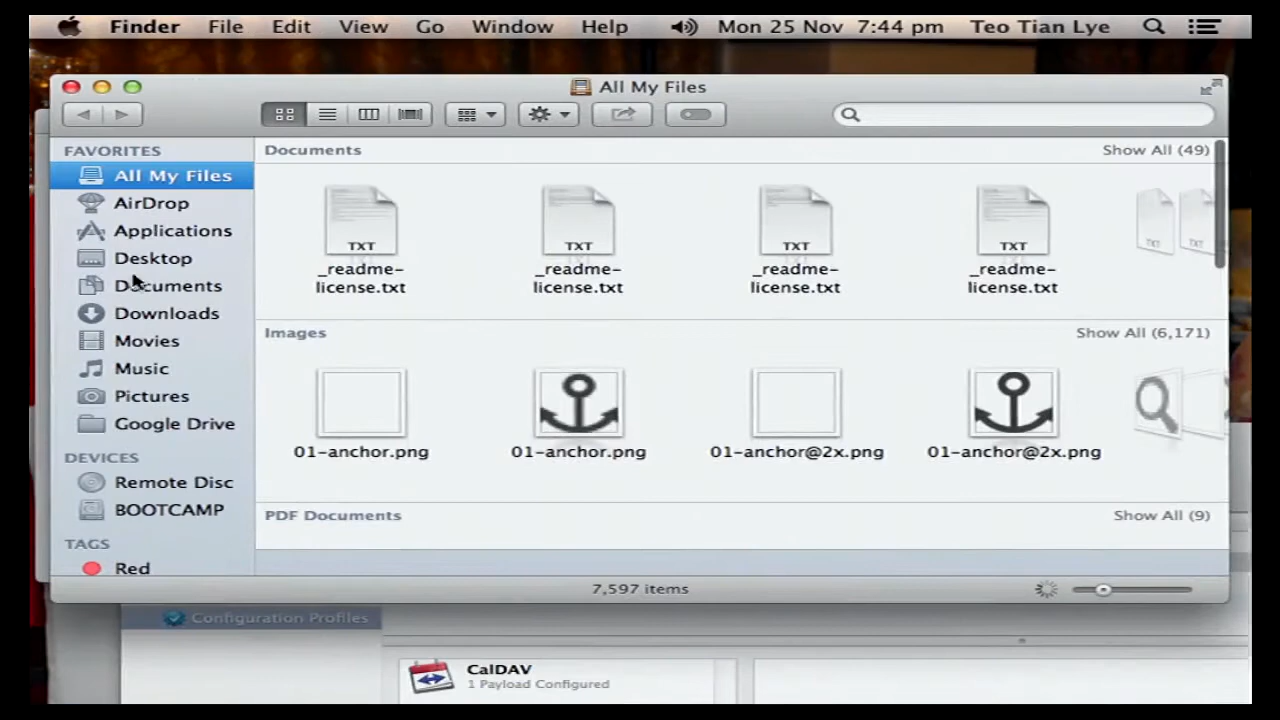 Finder File Edit View Go Window Help Mon 25 Nov 7:44 pm Teo Tian Lye
All My Files
FAVORITES
All My Files
AirDrop
Applications
Desktop
Documents
Downloads
Movies
Music
Pictures
Google Drive
DEVICES
Remote Disc
BOOTCAMP
TAGS
Red
Documents Show All (49)
TXT TXT TXT TXT TXT TXT
_readme- _readme- _readme- _readme-
license.txt license.txt license.txt license.txt
Images Show All (6,171)
01-anchor.png 01-anchor.png 01-anchor@2x.png 01-anchor@2x.png
PDF Documents Show All (9)
7,597 items
Configuration Profiles
CalDAV
1 Payload Configured